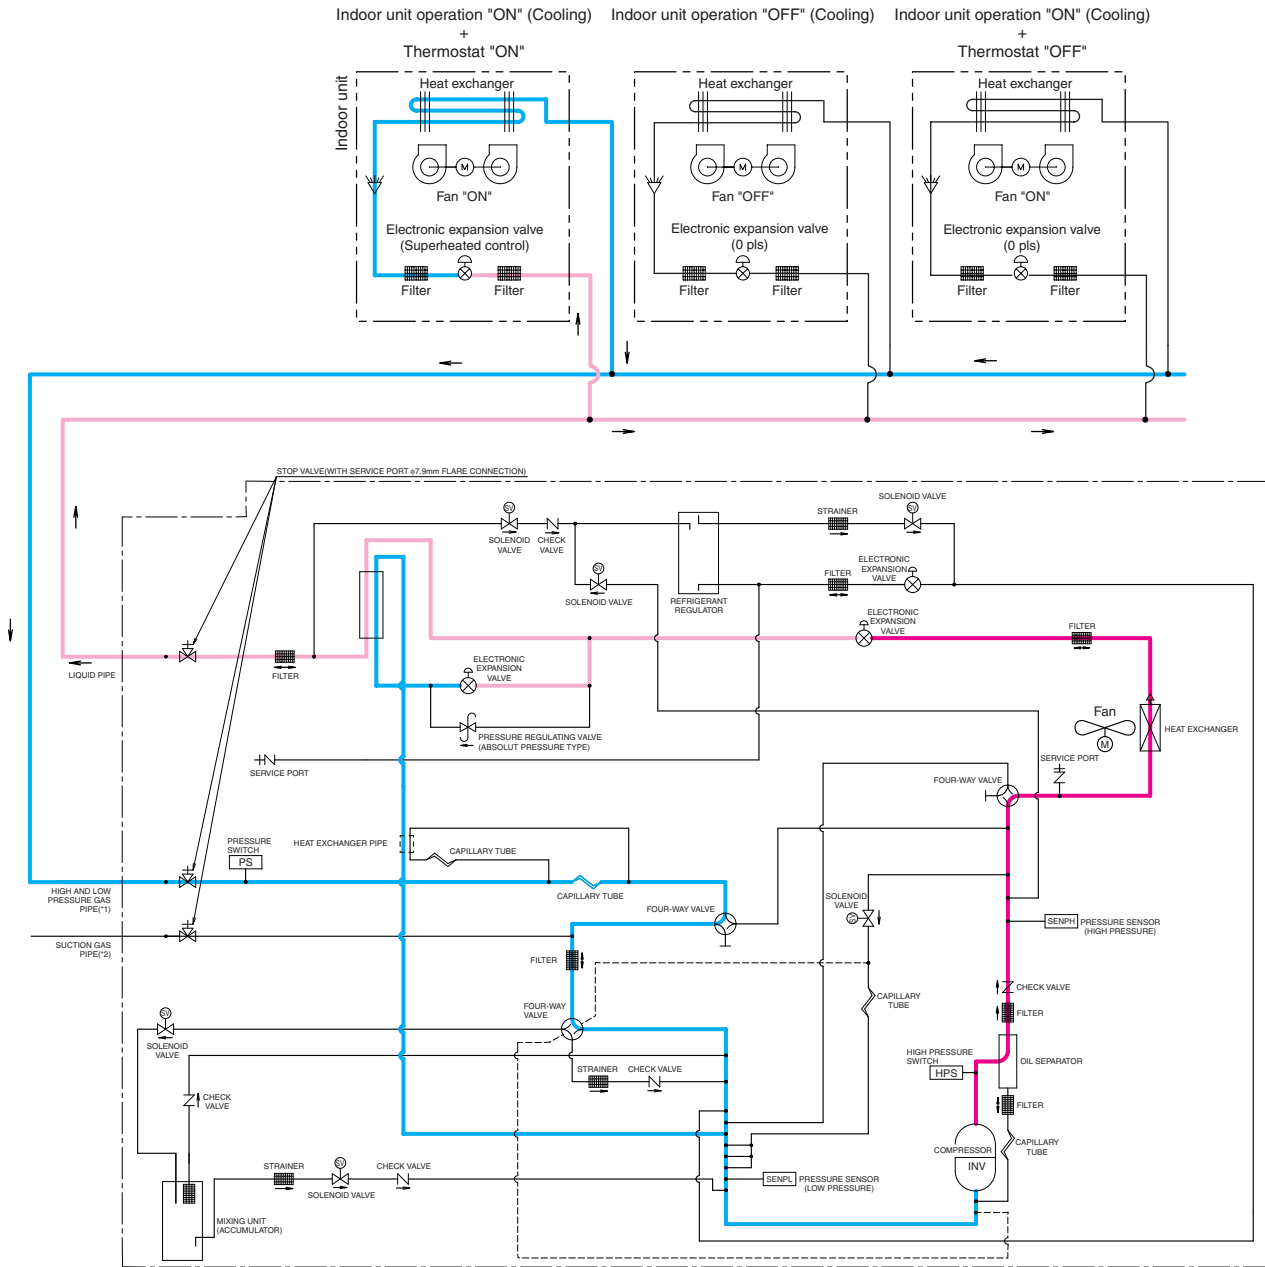 Indoor unit operation "ON" (Cooling)
+
Thermostat "ON"
Indoor unit operation "OFF" (Cooling)
Indoor unit operation "ON" (Cooling)
+
Thermostat "OFF"
Indoor unit
Heat exchanger
M
Fan "ON"
Electronic expansion valve
(Superheated control)
Filter
Filter
Heat exchanger
M
Fan "OFF"
Electronic expansion valve
(0 pls)
Filter
Filter
Heat exchanger
M
Fan "ON"
Electronic expansion valve
(0 pls)
Filter
Filter
STOP VALVE(WITH SERVICE PORT φ7.9mm FLARE CONNECTION)
SV
SOLENOID
VALVE
CHECK
VALVE
SV
SOLENOID VALVE
REFRIGERANT
REGULATOR
STRAINER
SOLENOID VALVE
SV
FILTER
ELECTRONIC
EXPANSION
VALVE
ELECTRONIC
EXPANSION
VALVE
FILTER
LIQUID PIPE
FILTER
ELECTRONIC
EXPANSION
VALVE
PRESSURE REGULATING VALVE
(ABSOLUT PRESSURE TYPE)
SERVICE PORT
Fan
M
HEAT EXCHANGER
SERVICE PORT
FOUR-WAY VALVE
PRESSURE
SWITCH
PS
HEAT EXCHANGER PIPE
CAPILLARY TUBE
CAPILLARY TUBE
HIGH AND LOW
PRESSURE GAS
PIPE(*1)
SUCTION GAS
PIPE(*2)
FOUR-WAY VALVE
SOLENOID
VALVE
SV
SENPH
PRESSURE SENSOR
(HIGH PRESSURE)
FILTER
CAPILLARY
TUBE
CHECK VALVE
FILTER
FOUR-WAY
VALVE
SV
SOLENOID
VALVE
HIGH PRESSURE
SWITCH
HPS
OIL SEPARATOR
STRAINER
CHECK VALVE
CHECK
VALVE
FILTER
COMPRESSOR
INV
CAPILLARY
TUBE
STRAINER
SV
SOLENOID VALVE
CHECK VALVE
SENPL
PRESSURE SENSOR
(LOW PRESSURE)
MIXING UNIT
(ACCUMULATOR)